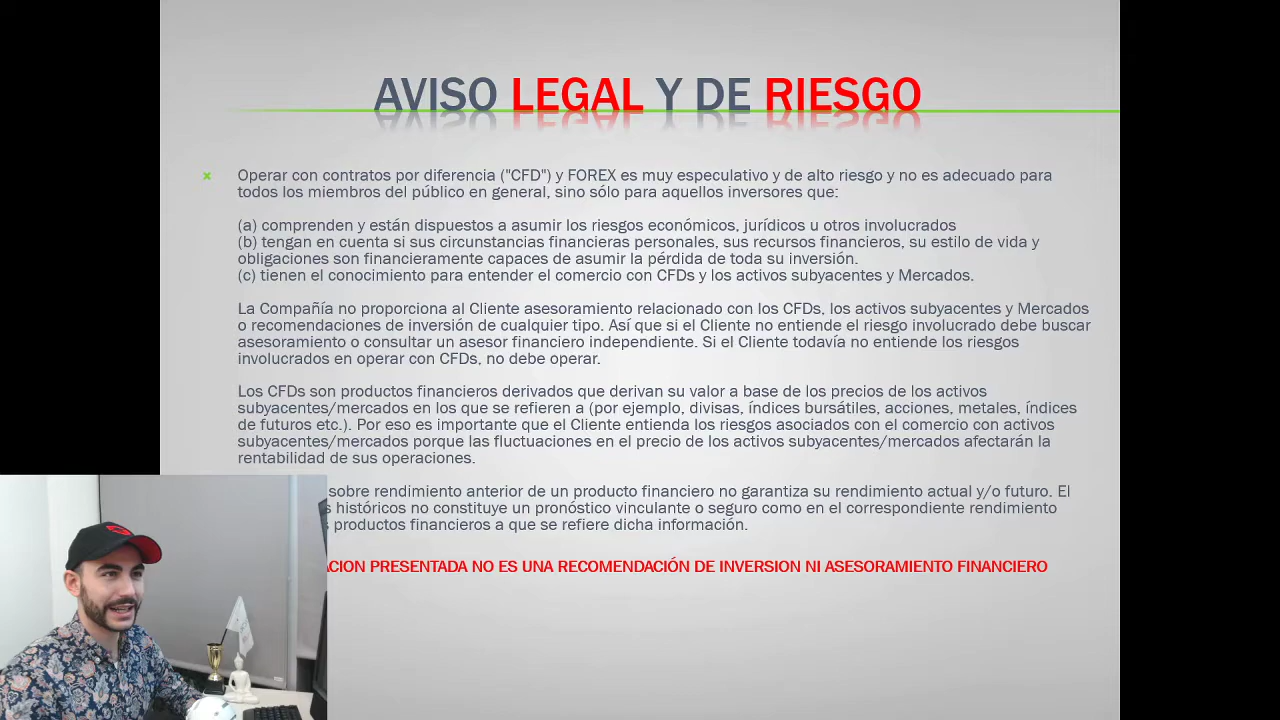 AVISO LEGAL Y DE RIESGO
Operar con contratos por diferencia ("CFD") y FOREX es muy especulativo y de alto riesgo y no es adecuado para
todos los miembros del público en general, sino sólo para aquellos inversores que:
(a) comprenden y están dispuestos a asumir los riesgos económicos, jurídicos u otros involucrados
(b) tengan en cuenta si sus circunstancias financieras personales, sus recursos financieros, su estilo de vida y
obligaciones son financieramente capaces de asumir la pérdida de toda su inversión.
(c) tienen el conocimiento para entender el comercio con CFDs y los activos subyacentes y Mercados.
La Compañía no proporciona al Cliente asesoramiento relacionado con los CFDs, los activos subyacentes y Mercados
o recomendaciones de inversión de cualquier tipo. Así que si el Cliente no entiende el riesgo involucrado debe buscar
asesoramiento o consultar un asesor financiero independiente. Si el Cliente todavía no entiende los riesgos
involucrados en operar con CFDs, no debe operar.
Los CFDs son productos financieros derivados que derivan su valor a base de los precios de los activos
subyacentes/mercados en los que se refieren a (por ejemplo, divisas, índices bursátiles, acciones, metales, índices
de futuros etc.). Por eso es importante que el Cliente entienda los riesgos asociados con el comercio con activos
subyacentes/mercados porque las fluctuaciones en el precio de los activos subyacentes/mercados afectarán la
rentabilidad de sus operaciones.
sobre rendimiento anterior de un producto financiero no garantiza su rendimiento actual y/o futuro. El
históricos no constituye un pronóstico vinculante o seguro como en el correspondiente rendimiento
productos financieros a que se refiere dicha información.
ACION PRESENTADA NO ES UNA RECOMENDACIÓN DE INVERSION NI ASESORAMIENTO FINANCIERO